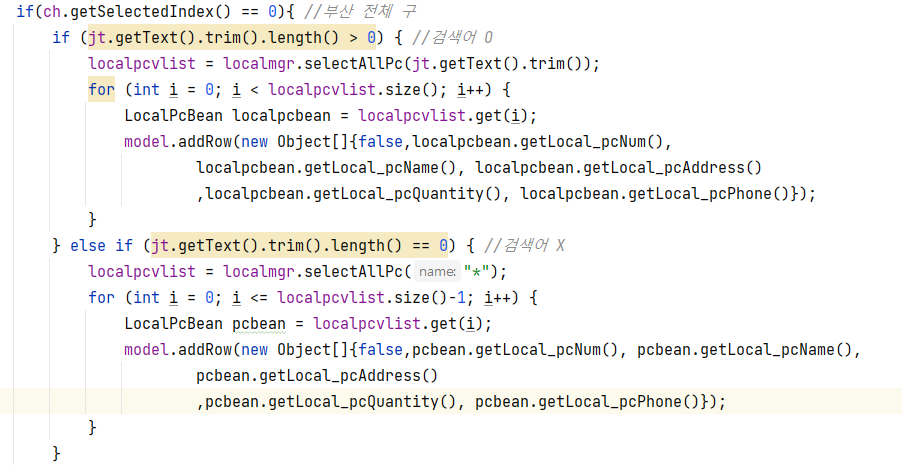 if(ch.getSelectedIndex() == 0){ //부산 전체 구
if (jt.getText().trim().length() > 0) { //검색어 O
localpcvlist = localmgr.selectAllPc(jt.getText().trim());
for (int i = 0; i < localpcvlist.size(); i++) {
LocalPcBean localpcbean = localpcvlist.get(i);
model.addRow(new Object[]{false,localpcbean.getLocal_pcNum(),
localpcbean.getLocal_pcName(), localpcbean.getLocal_pcAddress()
,localpcbean.getLocal_pcQuantity(), localpcbean.getLocal_pcPhone()});
}
} else if (jt.getText().trim().length() == 0) { //검색어 X
localpcvlist = localmgr.selectAllPc( name: "*");
for (int i = 0; i <= localpcvlist.size()-1; i++) {
LocalPcBean pcbean = localpcvlist.get(i);
model.addRow(new Object[]{false,pcbean.getLocal_pcNum(), pcbean.getLocal_pcName(),
pcbean.getLocal_pcAddress()
,pcbean.getLocal_pcQuantity(), pcbean.getLocal_pcPhone()});
}
}